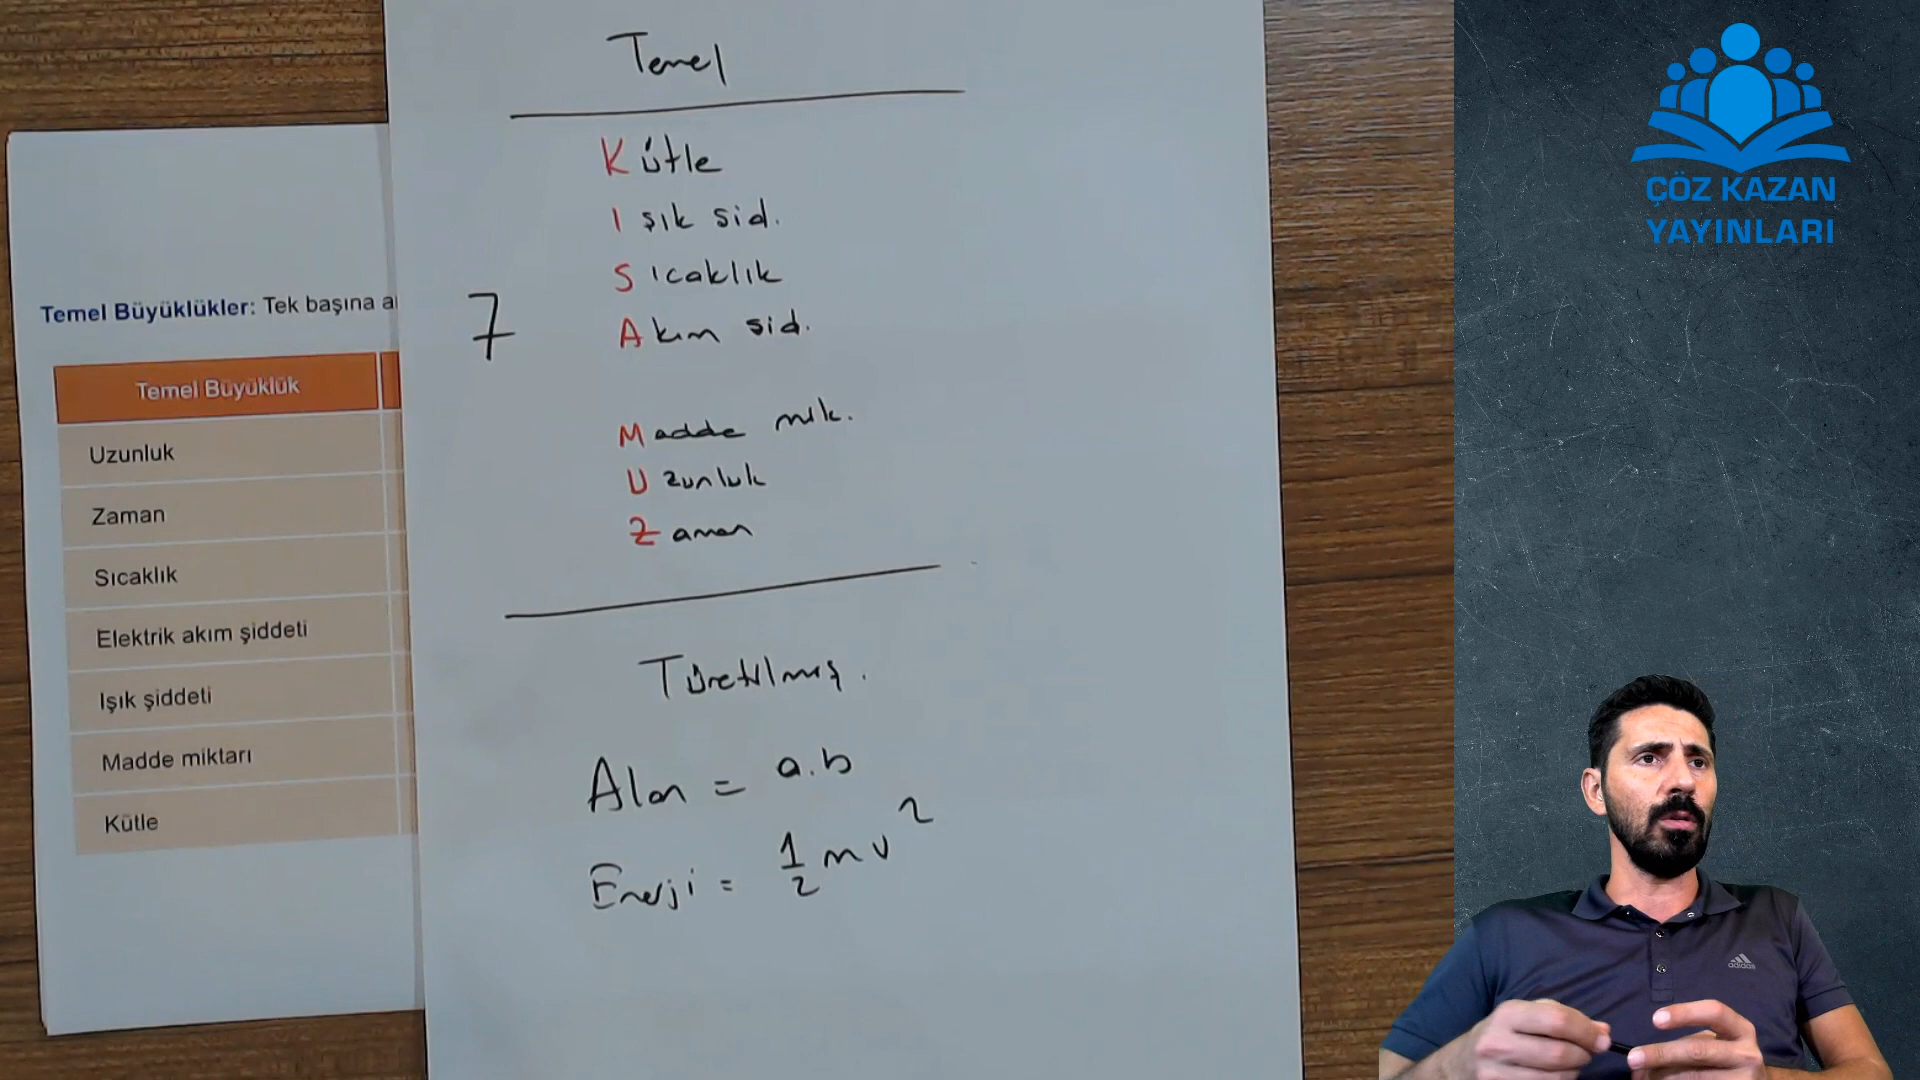 Temel
Kütle
Işık şid.
Sıcaklık
7
Akım şid.
Madde mik.
Uzunluk
Zaman
Türetilmiş.
Alan = a.b
Enerji = 1/2 mv²
Temel Büyüklükler: Tek başına
Temel Büyüklük
Uzunluk
Zaman
Sıcaklık
Elektrik akım şiddeti
Işık şiddeti
Madde miktarı
Kütle
ÇÖZ KAZAN
YAYINLARI
adidas